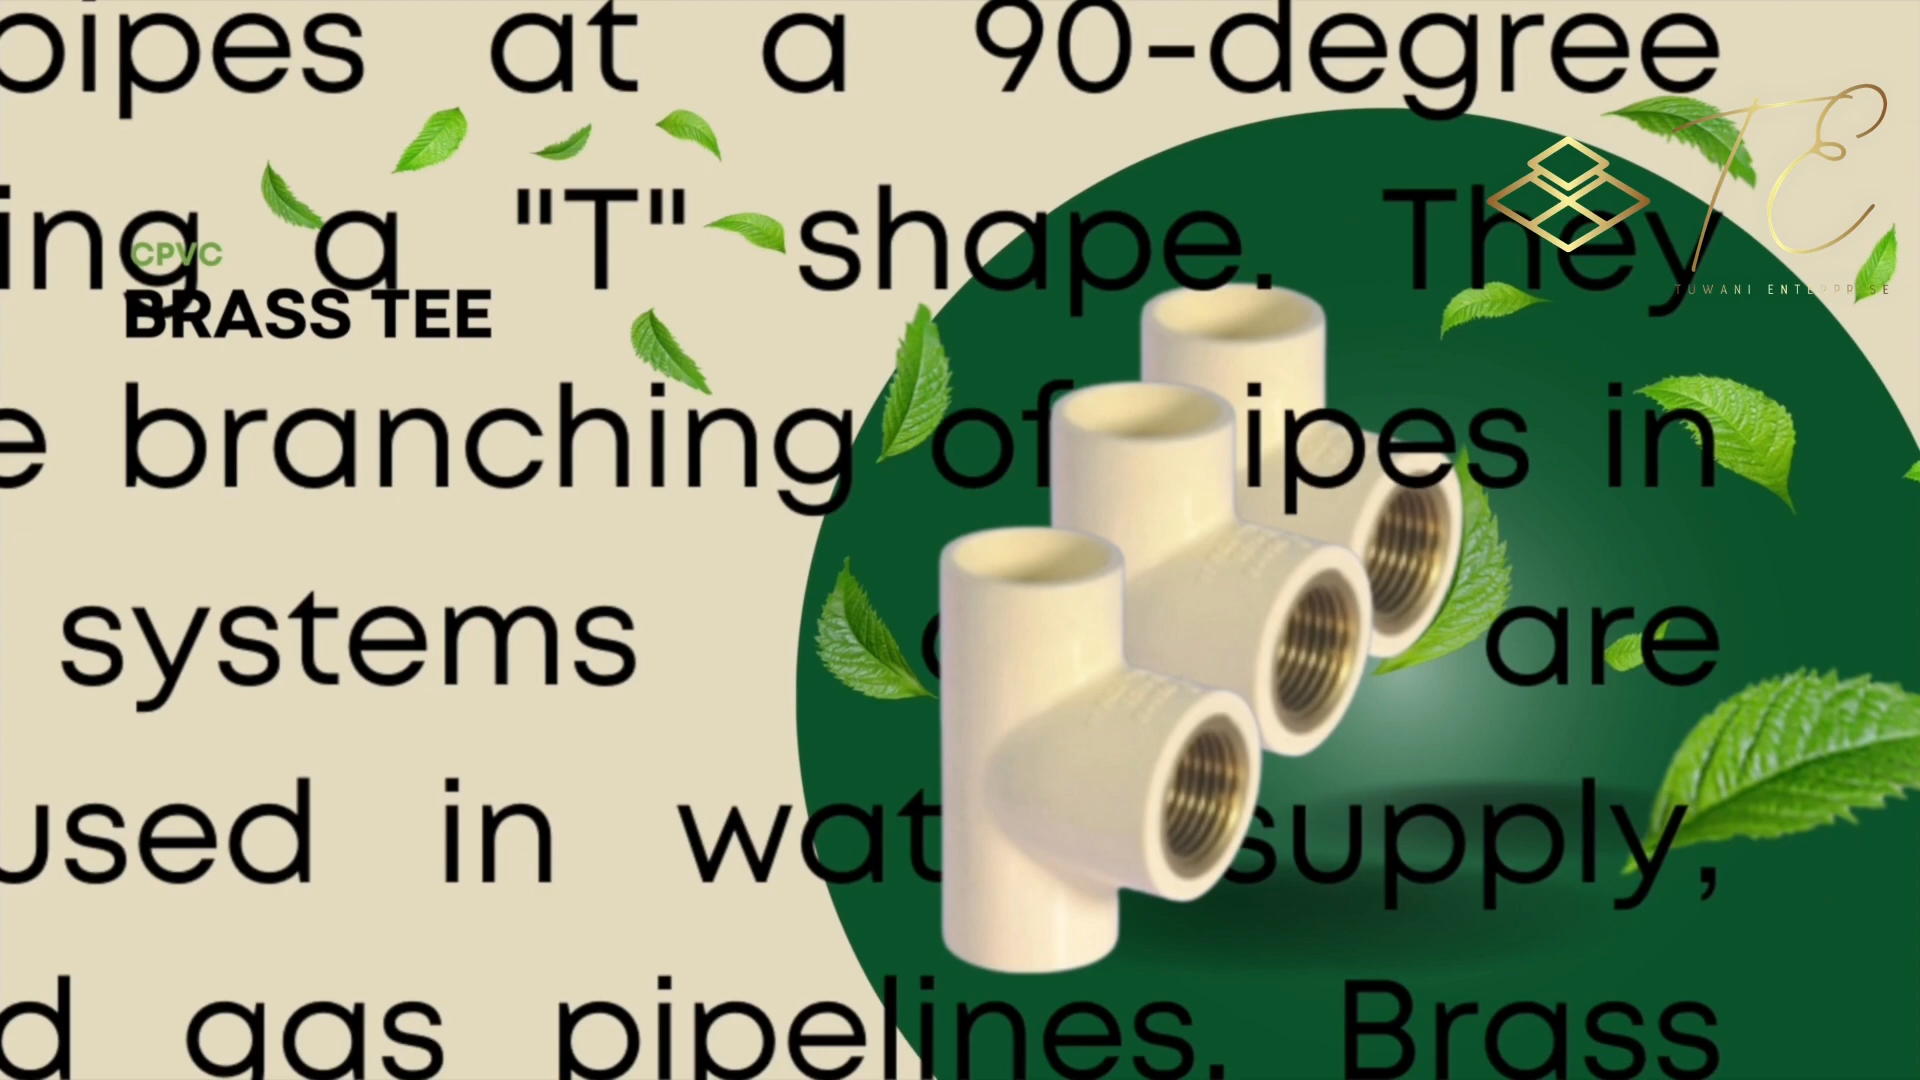 pipes at a 90-degree
ing a "T" shape. They
CPVC
BRASS TEE
TE
TUWANI ENTERPRISE
branching of ipes in
systems are
used in wat supply,
gas pipelines. Brass